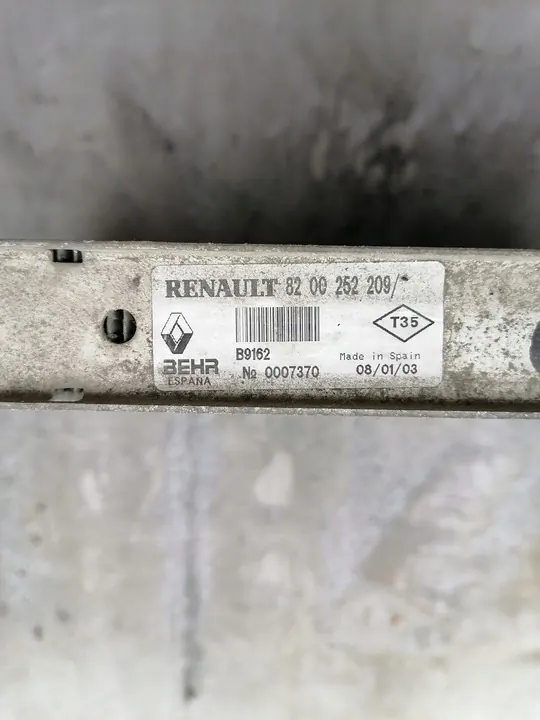 RENAULT 82 00 252 209/*
T35
B9162
Made in Spain
BEHR
ESPAÑA
№ 0007370
08/01/03